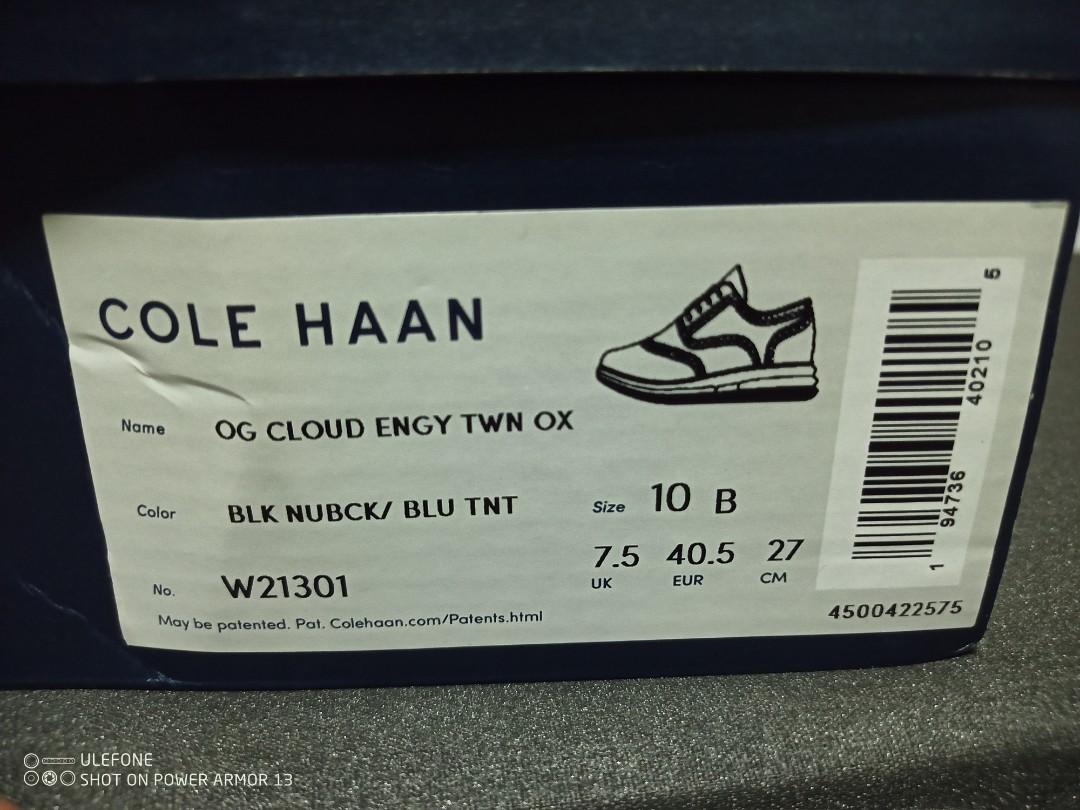 COLE HAAN
Name OG CLOUD ENGY TWN OX
Color BLK NUBCK/ BLU TNT
Size 10 B
7.5 40.5 27
UK EUR CM
No. W21301
May be patented. Pat. Colehaan.com/Patents.html
1 94736 40210 5
4500422575
ULEFONE
SHOT ON POWER ARMOR 13